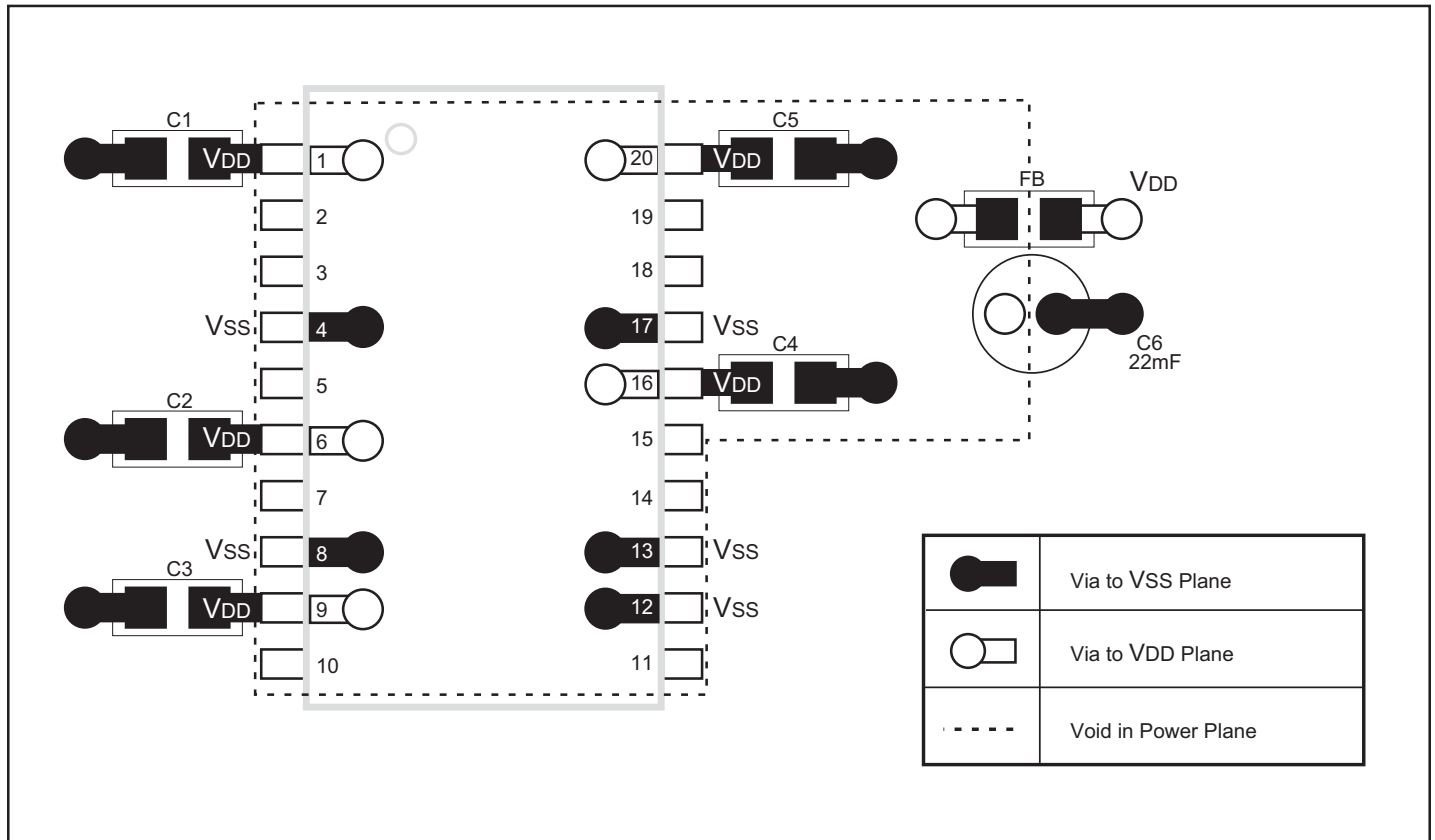 C1
C5
VDD 1
20 VDD
FB
VDD
2
19
3
18
VSS 4
17 VSS
C6
22mF
C4
5
16 VDD
C2
VDD 6
15
7
14
VSS 8
13 VSS
C3
VDD 9
12 VSS
10
11
Via to VSS Plane
Via to VDD Plane
Void in Power Plane